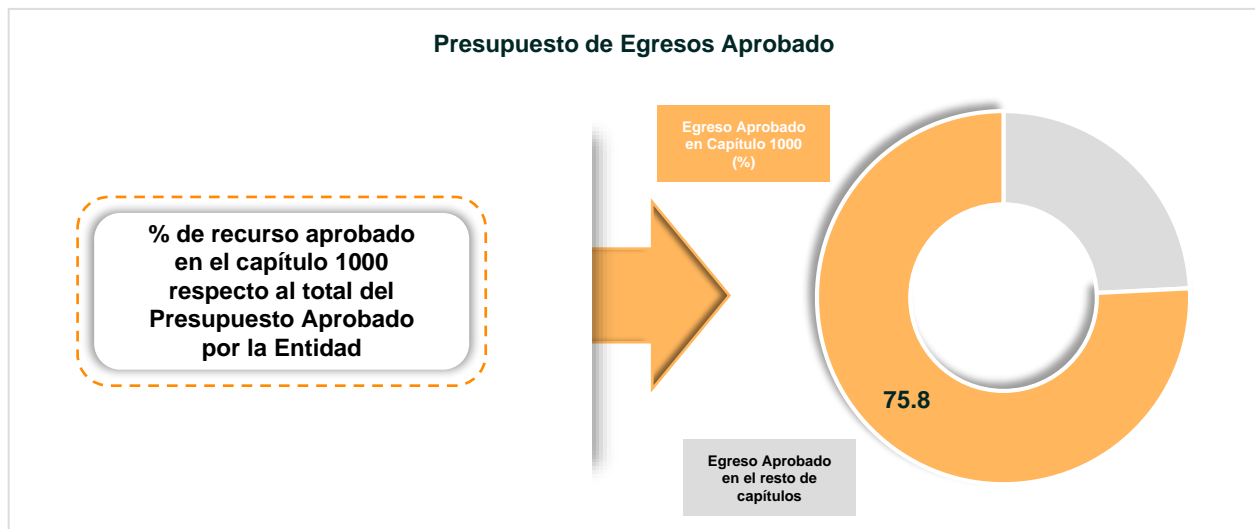 Presupuesto de Egresos Aprobado
Egreso Aprobado
en Capítulo 1000
(%)
% de recurso aprobado
en el capítulo 1000
respecto al total del
Presupuesto Aprobado
por la Entidad
75.8
Egreso Aprobado
en el resto de
capítulos